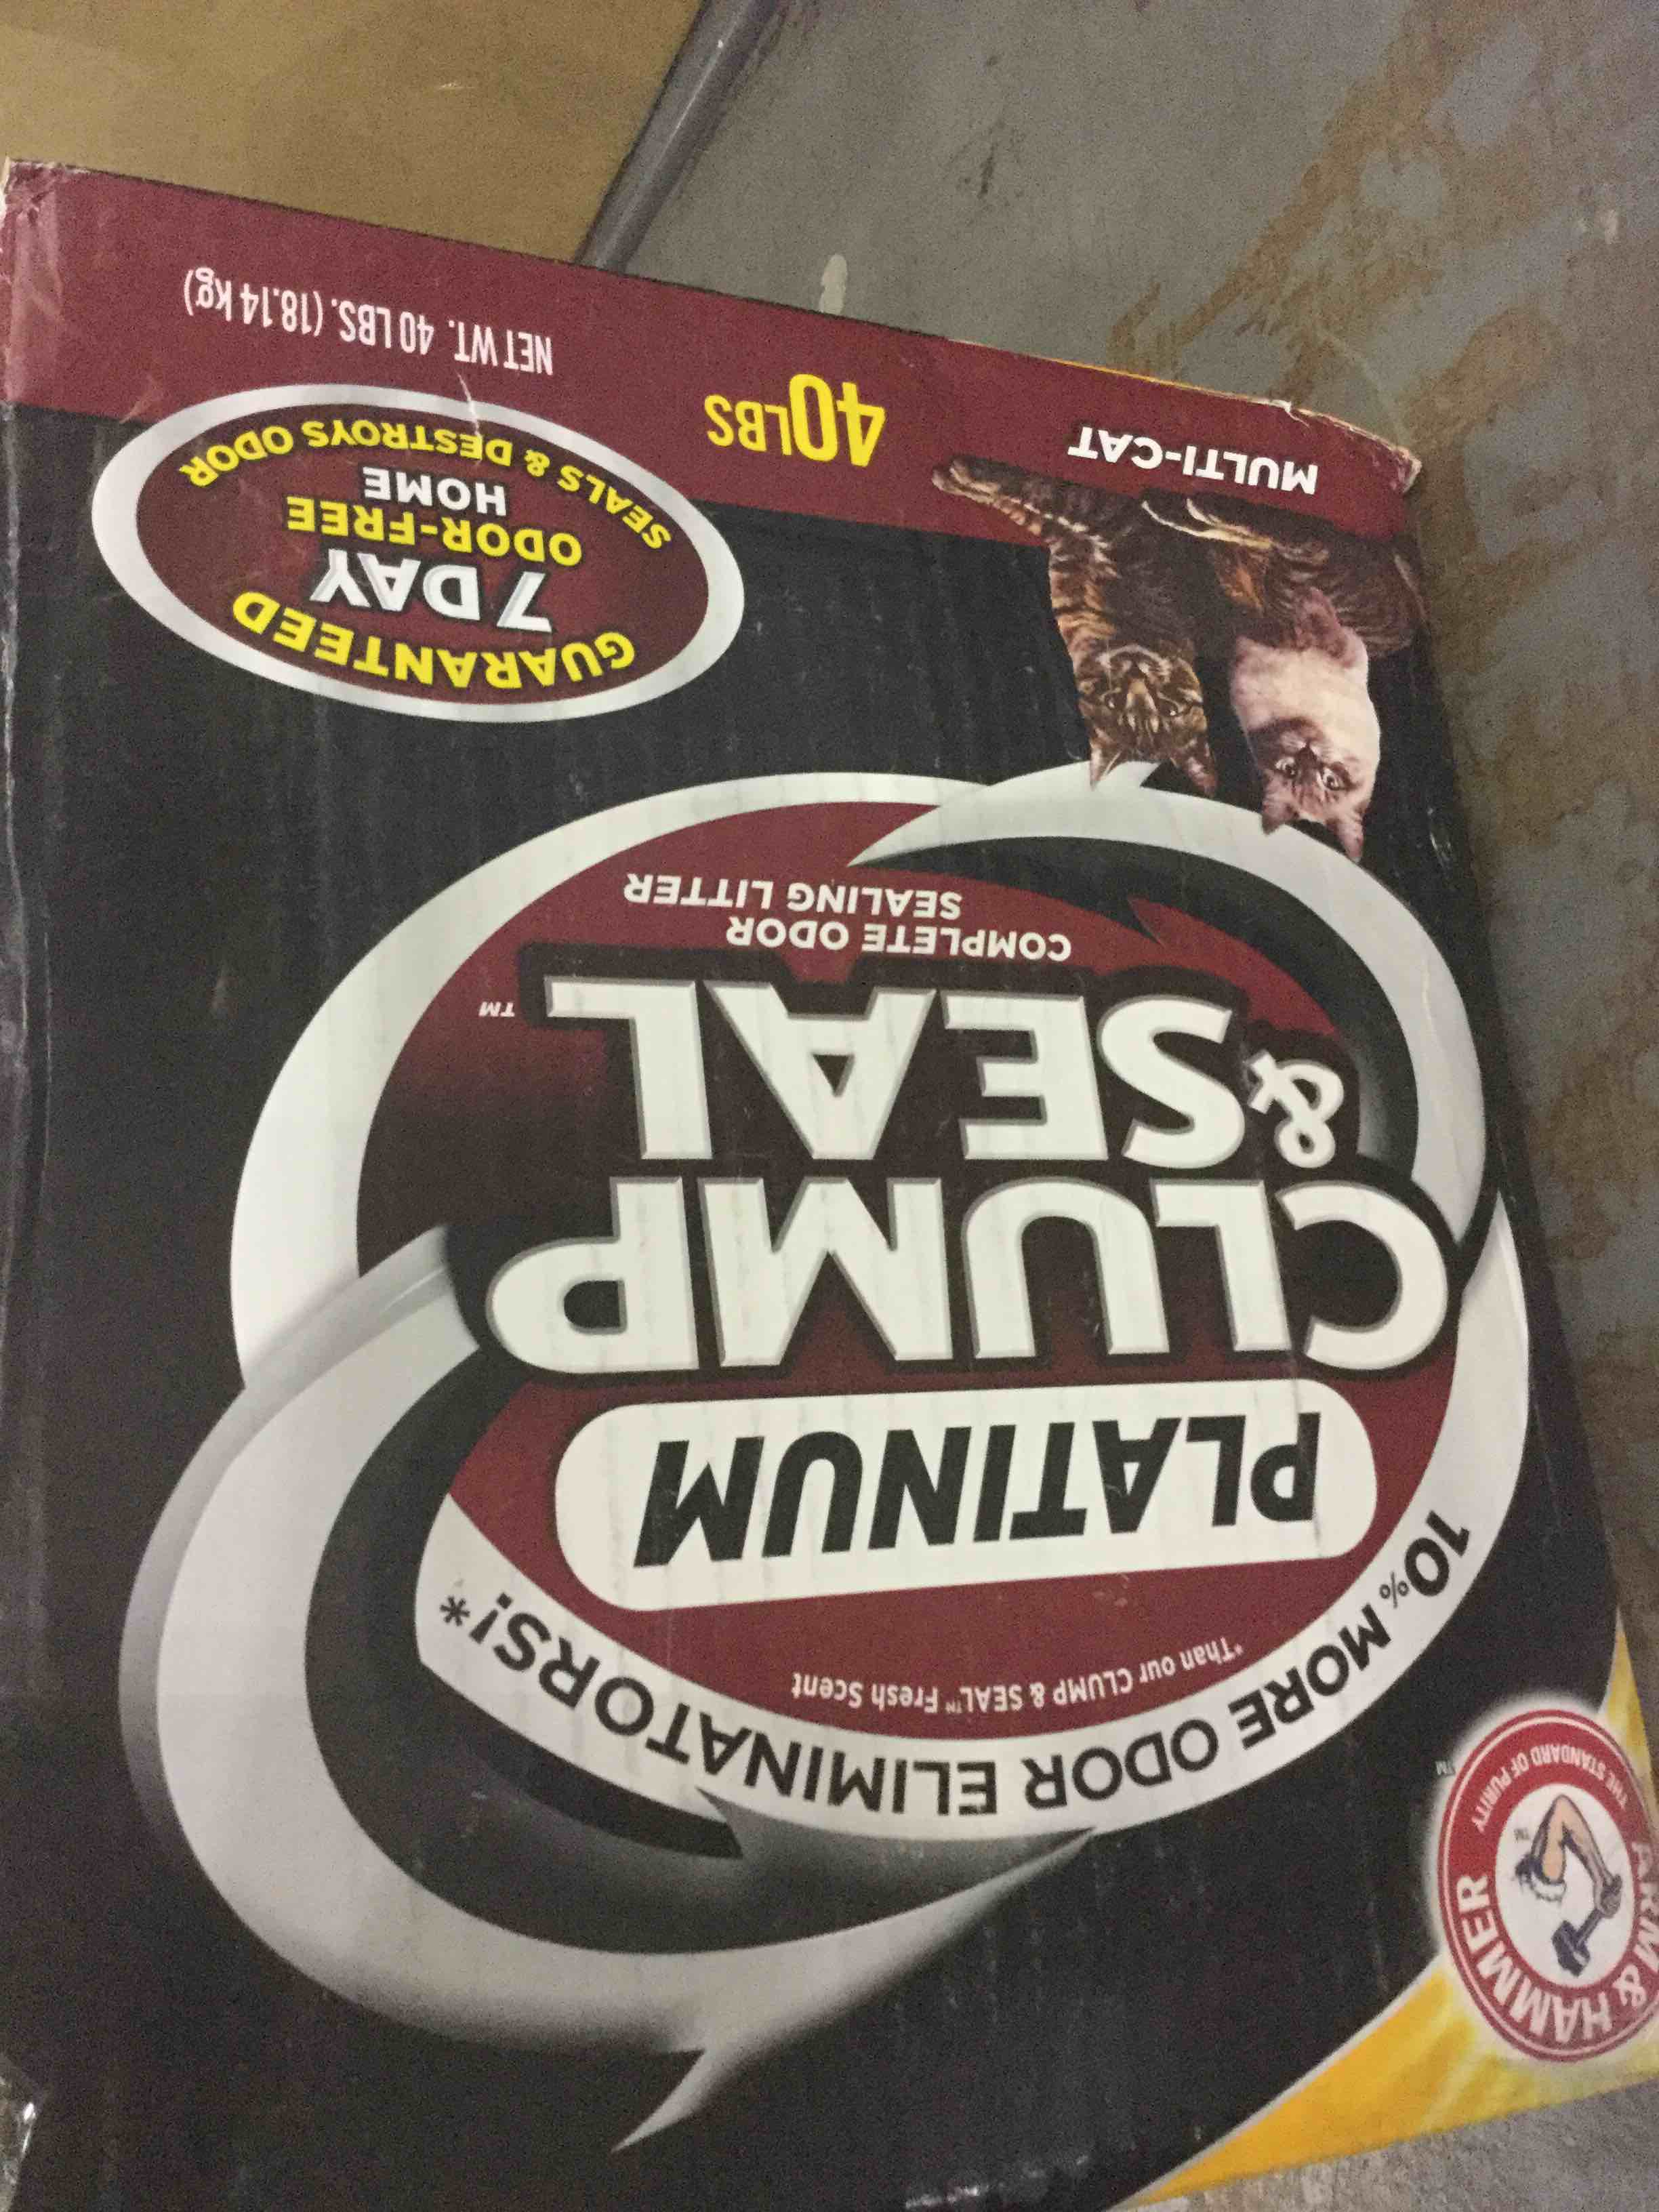 ARM & HAMMER
THE STANDARD OF PURITY
TM
TM
10% MORE ODOR ELIMINATORS!*
*Than our CLUMP & SEAL™ Fresh Scent
PLATINUM
CLUMP
& SEAL™
COMPLETE ODOR
SEALING LITTER
GUARANTEED
7 DAY
ODOR-FREE
HOME
SEALS & DESTROYS ODOR
MULTI-CAT
40LBS
NET WT. 40 LBS. (18.14 kg)